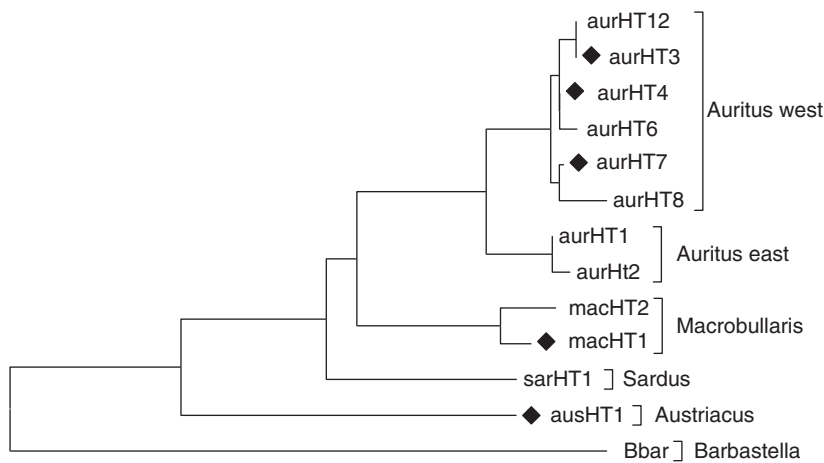 aurHT12
aurHT3
aurHT4
Auritus west
aurHT6
aurHT7
aurHT8
aurHT1
Auritus east
aurHt2
macHT2
Macrobullaris
macHT1
sarHT1 Sardus
ausHT1 Austriacus
Bbar Barbastella